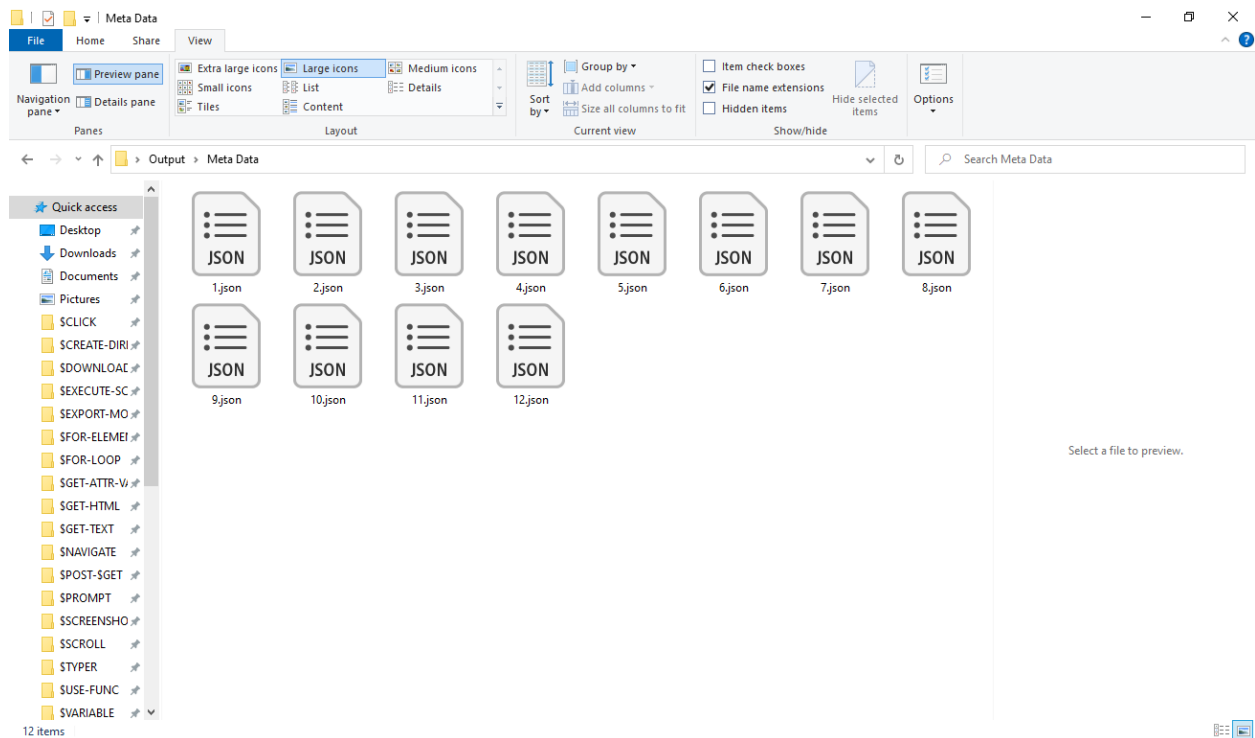 Meta Data
File Home Share View
Preview pane
Navigation pane
Details pane
Panes
Extra large icons Large icons Medium icons
Small icons List Details
Tiles Content
Layout
Sort by
Group by
Add columns
Size all columns to fit
Current view
Item check boxes
File name extensions
Hidden items
Hide selected items
Show/hide
Options
Output > Meta Data
Search Meta Data
Quick access
Desktop
Downloads
Documents
Pictures
$CLICK
$CREATE-DIRI
$DOWNLOAD
$EXECUTE-SC
$EXPORT-MO
$FOR-ELEMEI
$FOR-LOOP
$GET-ATTR-VA
$GET-HTML
$GET-TEXT
$NAVIGATE
$POST-$GET
$PROMPT
$SCREENSHO
$SCROLL
$TYPER
$USE-FUNC
$VARIABLE
JSON JSON JSON JSON JSON JSON JSON JSON
1.json 2.json 3.json 4.json 5.json 6.json 7.json 8.json
JSON JSON JSON JSON
9.json 10.json 11.json 12.json
Select a file to preview.
12 items